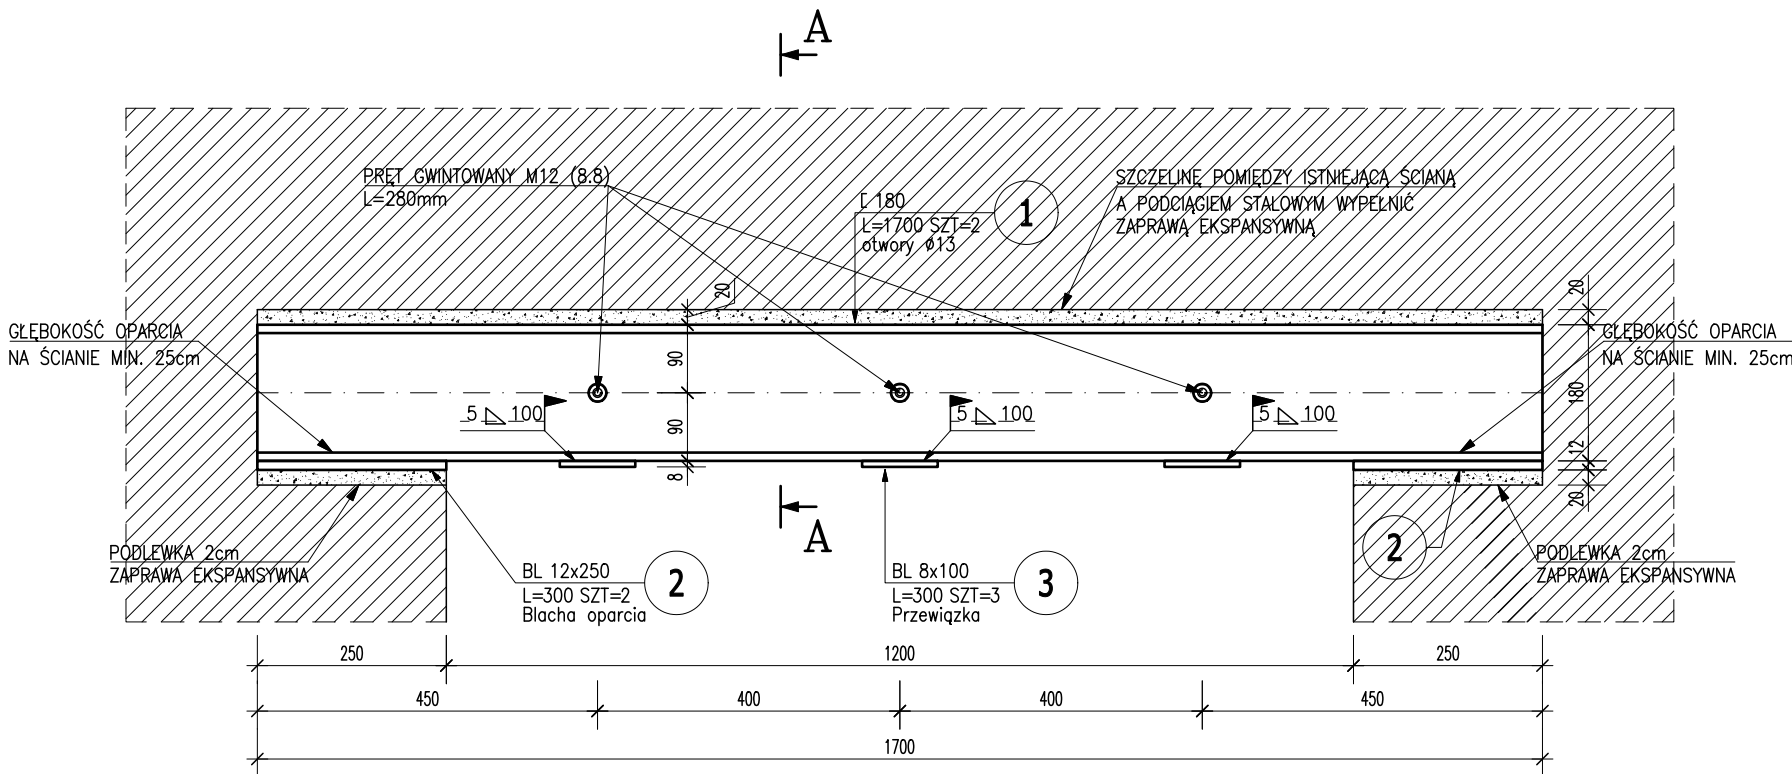 A
PRĘT GWINTOWANY M12 (8.8)
L=280mm
[ 180
L=1700 SZT=2
otwory ø13
1
SZCZELINĘ POMIĘDZY ISTNIEJĄCĄ ŚCIANĄ
A PODCIĄGIEM STALOWYM WYPEŁNIĆ
ZAPRAWĄ EKSPANSYWNĄ
20
20
GŁĘBOKOŚĆ OPARCIA
NA ŚCIANIE MIN. 25cm
GŁĘBOKOŚĆ OPARCIA
NA ŚCIANIE MIN. 25cm
90
90
8
180
12
20
5 100
5 100
5 100
A
PODLEWKA 2cm
ZAPRAWA EKSPANSYWNA
BL 12x250
L=300 SZT=2
Blacha oparcia
2
BL 8x100
L=300 SZT=3
Przewiązka
3
2
PODLEWKA 2cm
ZAPRAWA EKSPANSYWNA
250
1200
250
450
400
400
450
1700